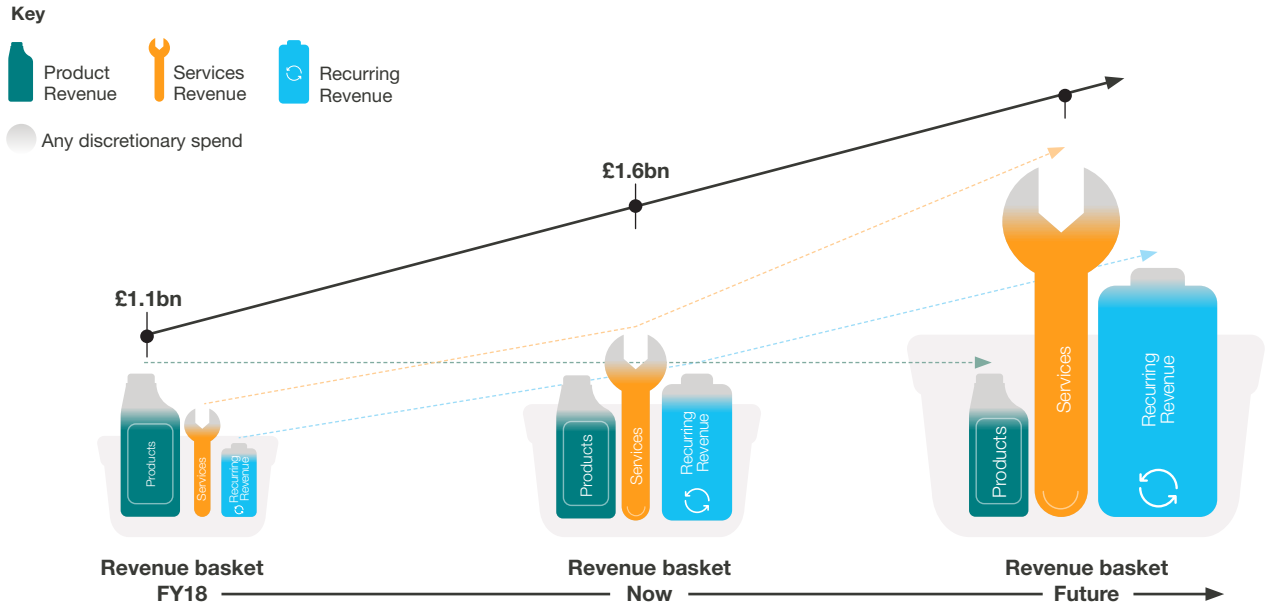 Key
Product
Revenue
Services
Revenue
Recurring
Revenue
Any discretionary spend
£1.1bn
£1.6bn
Products
Services
Recurring
Revenue
Products
Services
Recurring
Revenue
Products
Services
Recurring
Revenue
Revenue basket
FY18
Revenue basket
Now
Revenue basket
Future